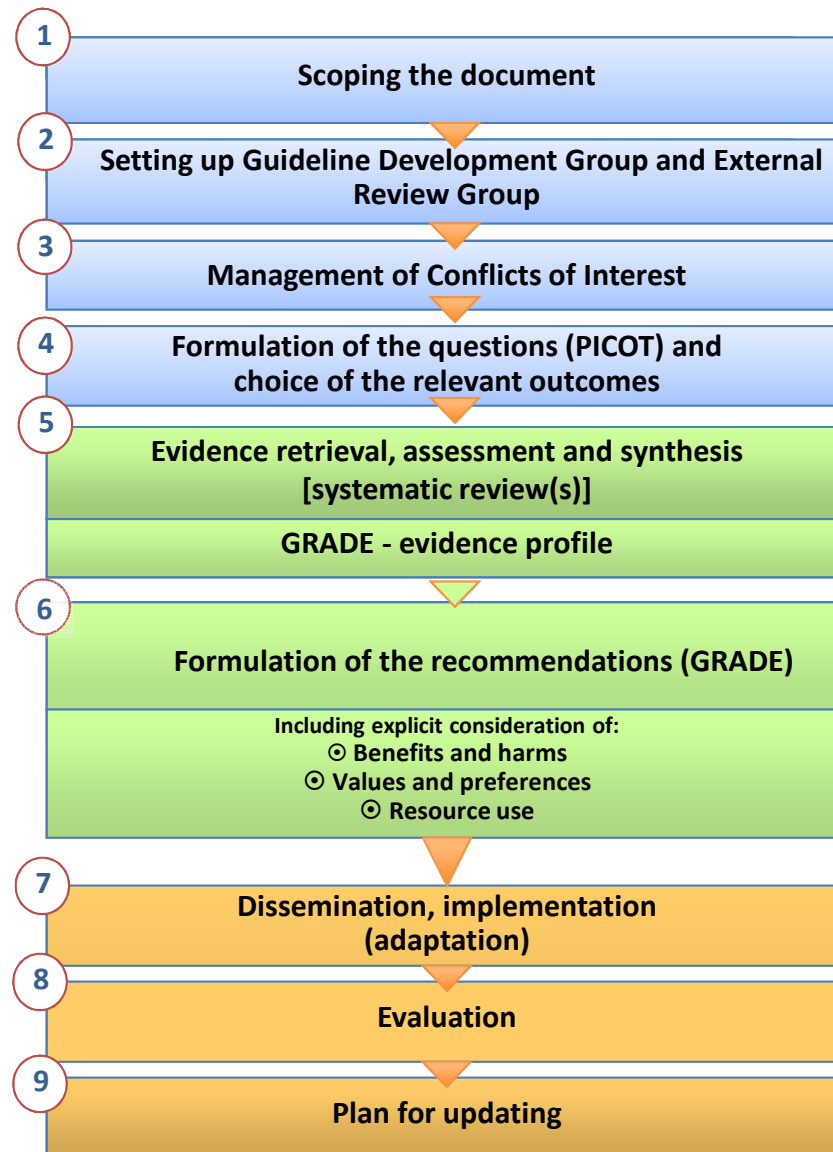 1
Scoping the document
2
Setting up Guideline Development Group and External
Review Group
3
Management of Conflicts of Interest
4
Formulation of the questions (PICOT) and
choice of the relevant outcomes
5
Evidence retrieval, assessment and synthesis
[systematic review(s)]
GRADE - evidence profile
6
Formulation of the recommendations (GRADE)
Including explicit consideration of:
⊙ Benefits and harms
⊙ Values and preferences
⊙ Resource use
7
Dissemination, implementation
(adaptation)
8
Evaluation
9
Plan for updating